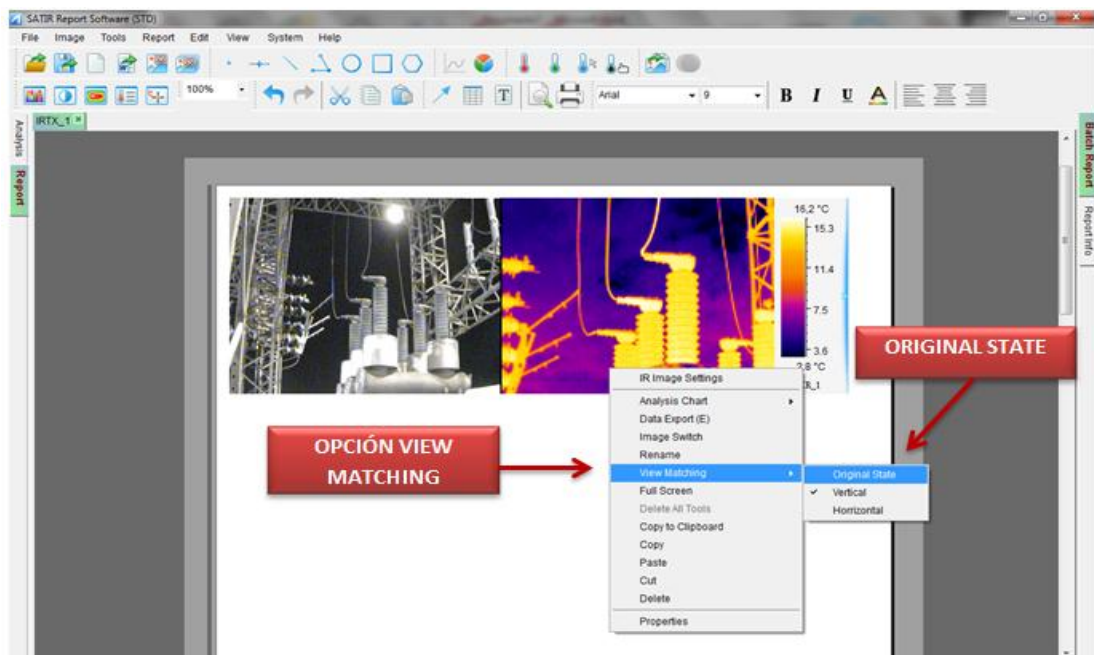 SATIR Report Software (STD)
File Image Tools Report Edit View System Help
100% Arial 9 B I U A
IRTX_1
Analysis
Report
Batch Report
Report Info
16,2 °C
15.3
11.4
7.5
3.6
2,8 °C
ORIGINAL STATE
OPCIÓN VIEW
MATCHING
IR Image Settings
Analysis Chart
Data Export (E)
Image Switch
Rename
View Matching
Full Screen
Delete All Tools
Copy to Clipboard
Copy
Paste
Cut
Delete
Properties
Original State
Vertical
Horrizontal